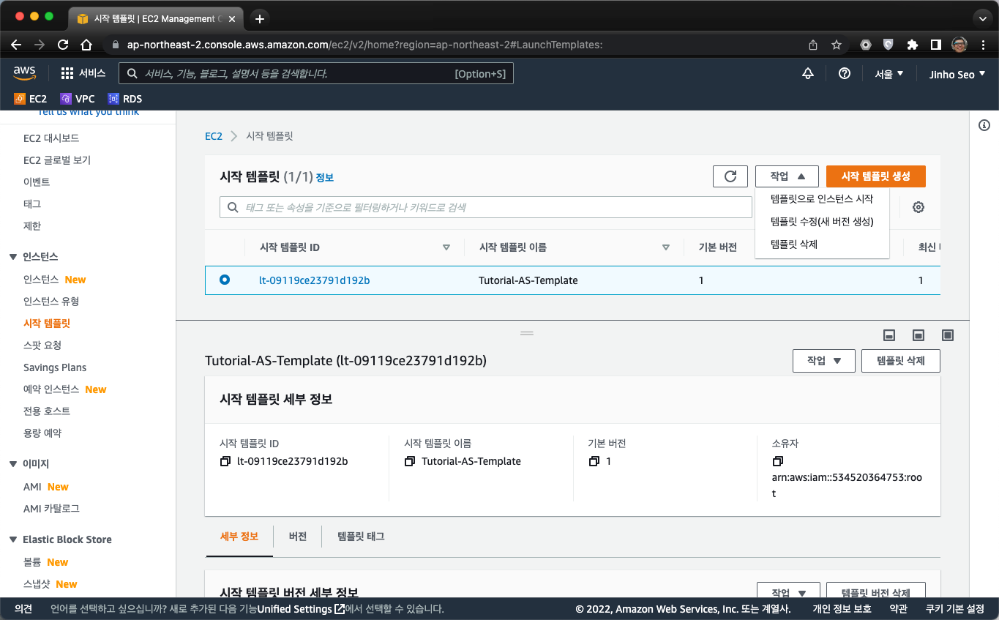 시작 템플릿 | EC2 Management C
ap-northeast-2.console.aws.amazon.com/ec2/v2/home?region=ap-northeast-2#LaunchTemplates:
aws
서비스
서비스, 기능, 블로그, 설명서 등을 검색합니다.
[Option+S]
서울
Jinho Seo
EC2
VPC
RDS
Tell us what you think
EC2 대시보드
EC2 글로벌 보기
이벤트
태그
제한
인스턴스
인스턴스 New
인스턴스 유형
시작 템플릿
스팟 요청
Savings Plans
예약 인스턴스 New
전용 호스트
용량 예약
이미지
AMI New
AMI 카탈로그
Elastic Block Store
볼륨 New
스냅샷 New
EC2 > 시작 템플릿
시작 템플릿 (1/1) 정보
작업
시작 템플릿 생성
템플릿으로 인스턴스 시작
템플릿 수정(새 버전 생성)
템플릿 삭제
태그 또는 속성을 기준으로 필터링하거나 키워드로 검색
시작 템플릿 ID
시작 템플릿 이름
기본 버전
최신
lt-09119ce23791d192b
Tutorial-AS-Template
1
1
Tutorial-AS-Template (lt-09119ce23791d192b)
작업
템플릿 삭제
시작 템플릿 세부 정보
시작 템플릿 ID
lt-09119ce23791d192b
시작 템플릿 이름
Tutorial-AS-Template
기본 버전
1
소유자
arn:aws:iam::534520364753:roo
t
세부 정보
버전
템플릿 태그
시작 템플릿 버전 세부 정보
작업
템플릿 버전 삭제
의견
언어를 선택하고 싶으십니까? 새로 추가된 다음 기능Unified Settings에서 선택할 수 있습니다.
© 2022, Amazon Web Services, Inc. 또는 계열사.
개인 정보 보호
약관
쿠키 기본 설정